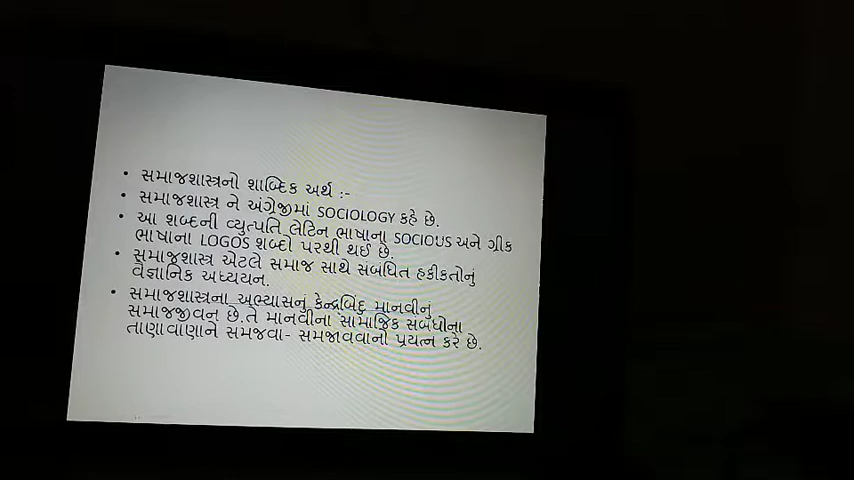 • સમાજશાસ્ત્રનો શાબ્દિક અર્થ :-
• સમાજશાસ્ત્ર ને અંગ્રેજીમાં SOCIOLOGY કહે છે.
• આ શબ્દની વ્યુત્પતિ લેટિન ભાષાના SOCIOUS અને ગ્રીક
ભાષાના LOGOS શબ્દો પરથી થઈ છે.
• સમાજશાસ્ત્ર એટલે સમાજ સાથે સંબંધિત હકીકતોનું
વૈજ્ઞાનિક અધ્યયન.
• સમાજશાસ્ત્રના અભ્યાસનું કેન્દ્રબિંદુ માનવીનું
સમાજજીવન છે.તે માનવીના સામાજિક સંબંધોના
તાણાવાણાને સમજવા- સમજાવવાનો પ્રયત્ન કરે છે.